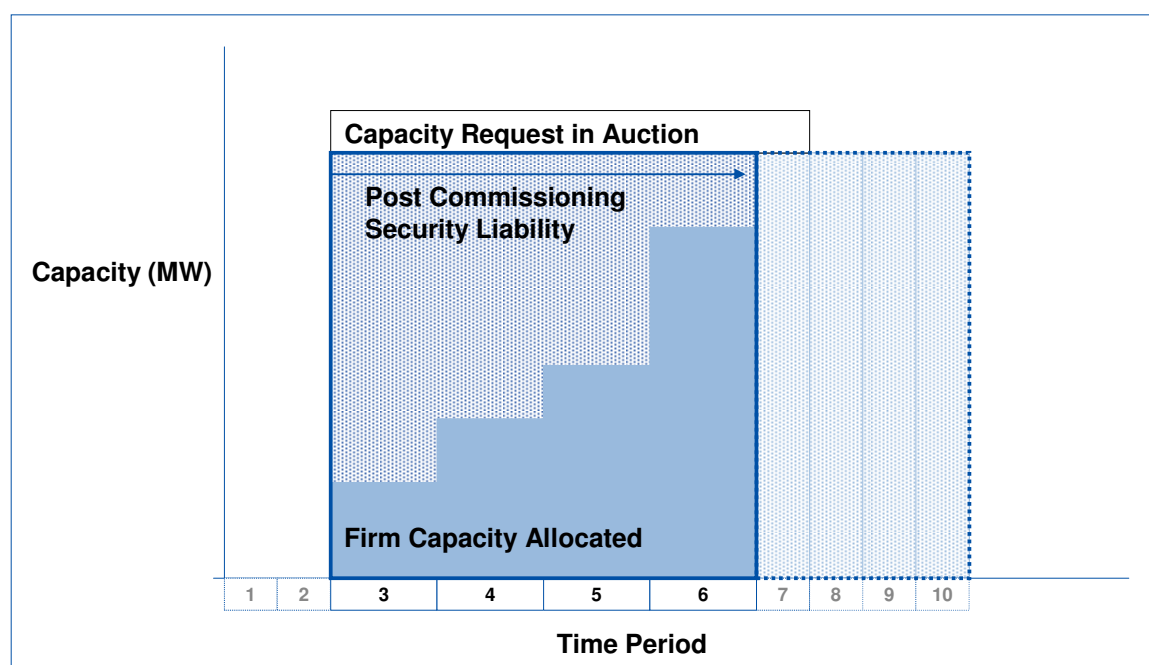 Capacity Request in Auction
Post Commissioning
Security Liability
Capacity (MW)
Firm Capacity Allocated
1 2 3 4 5 6 7 8 9 10
Time Period